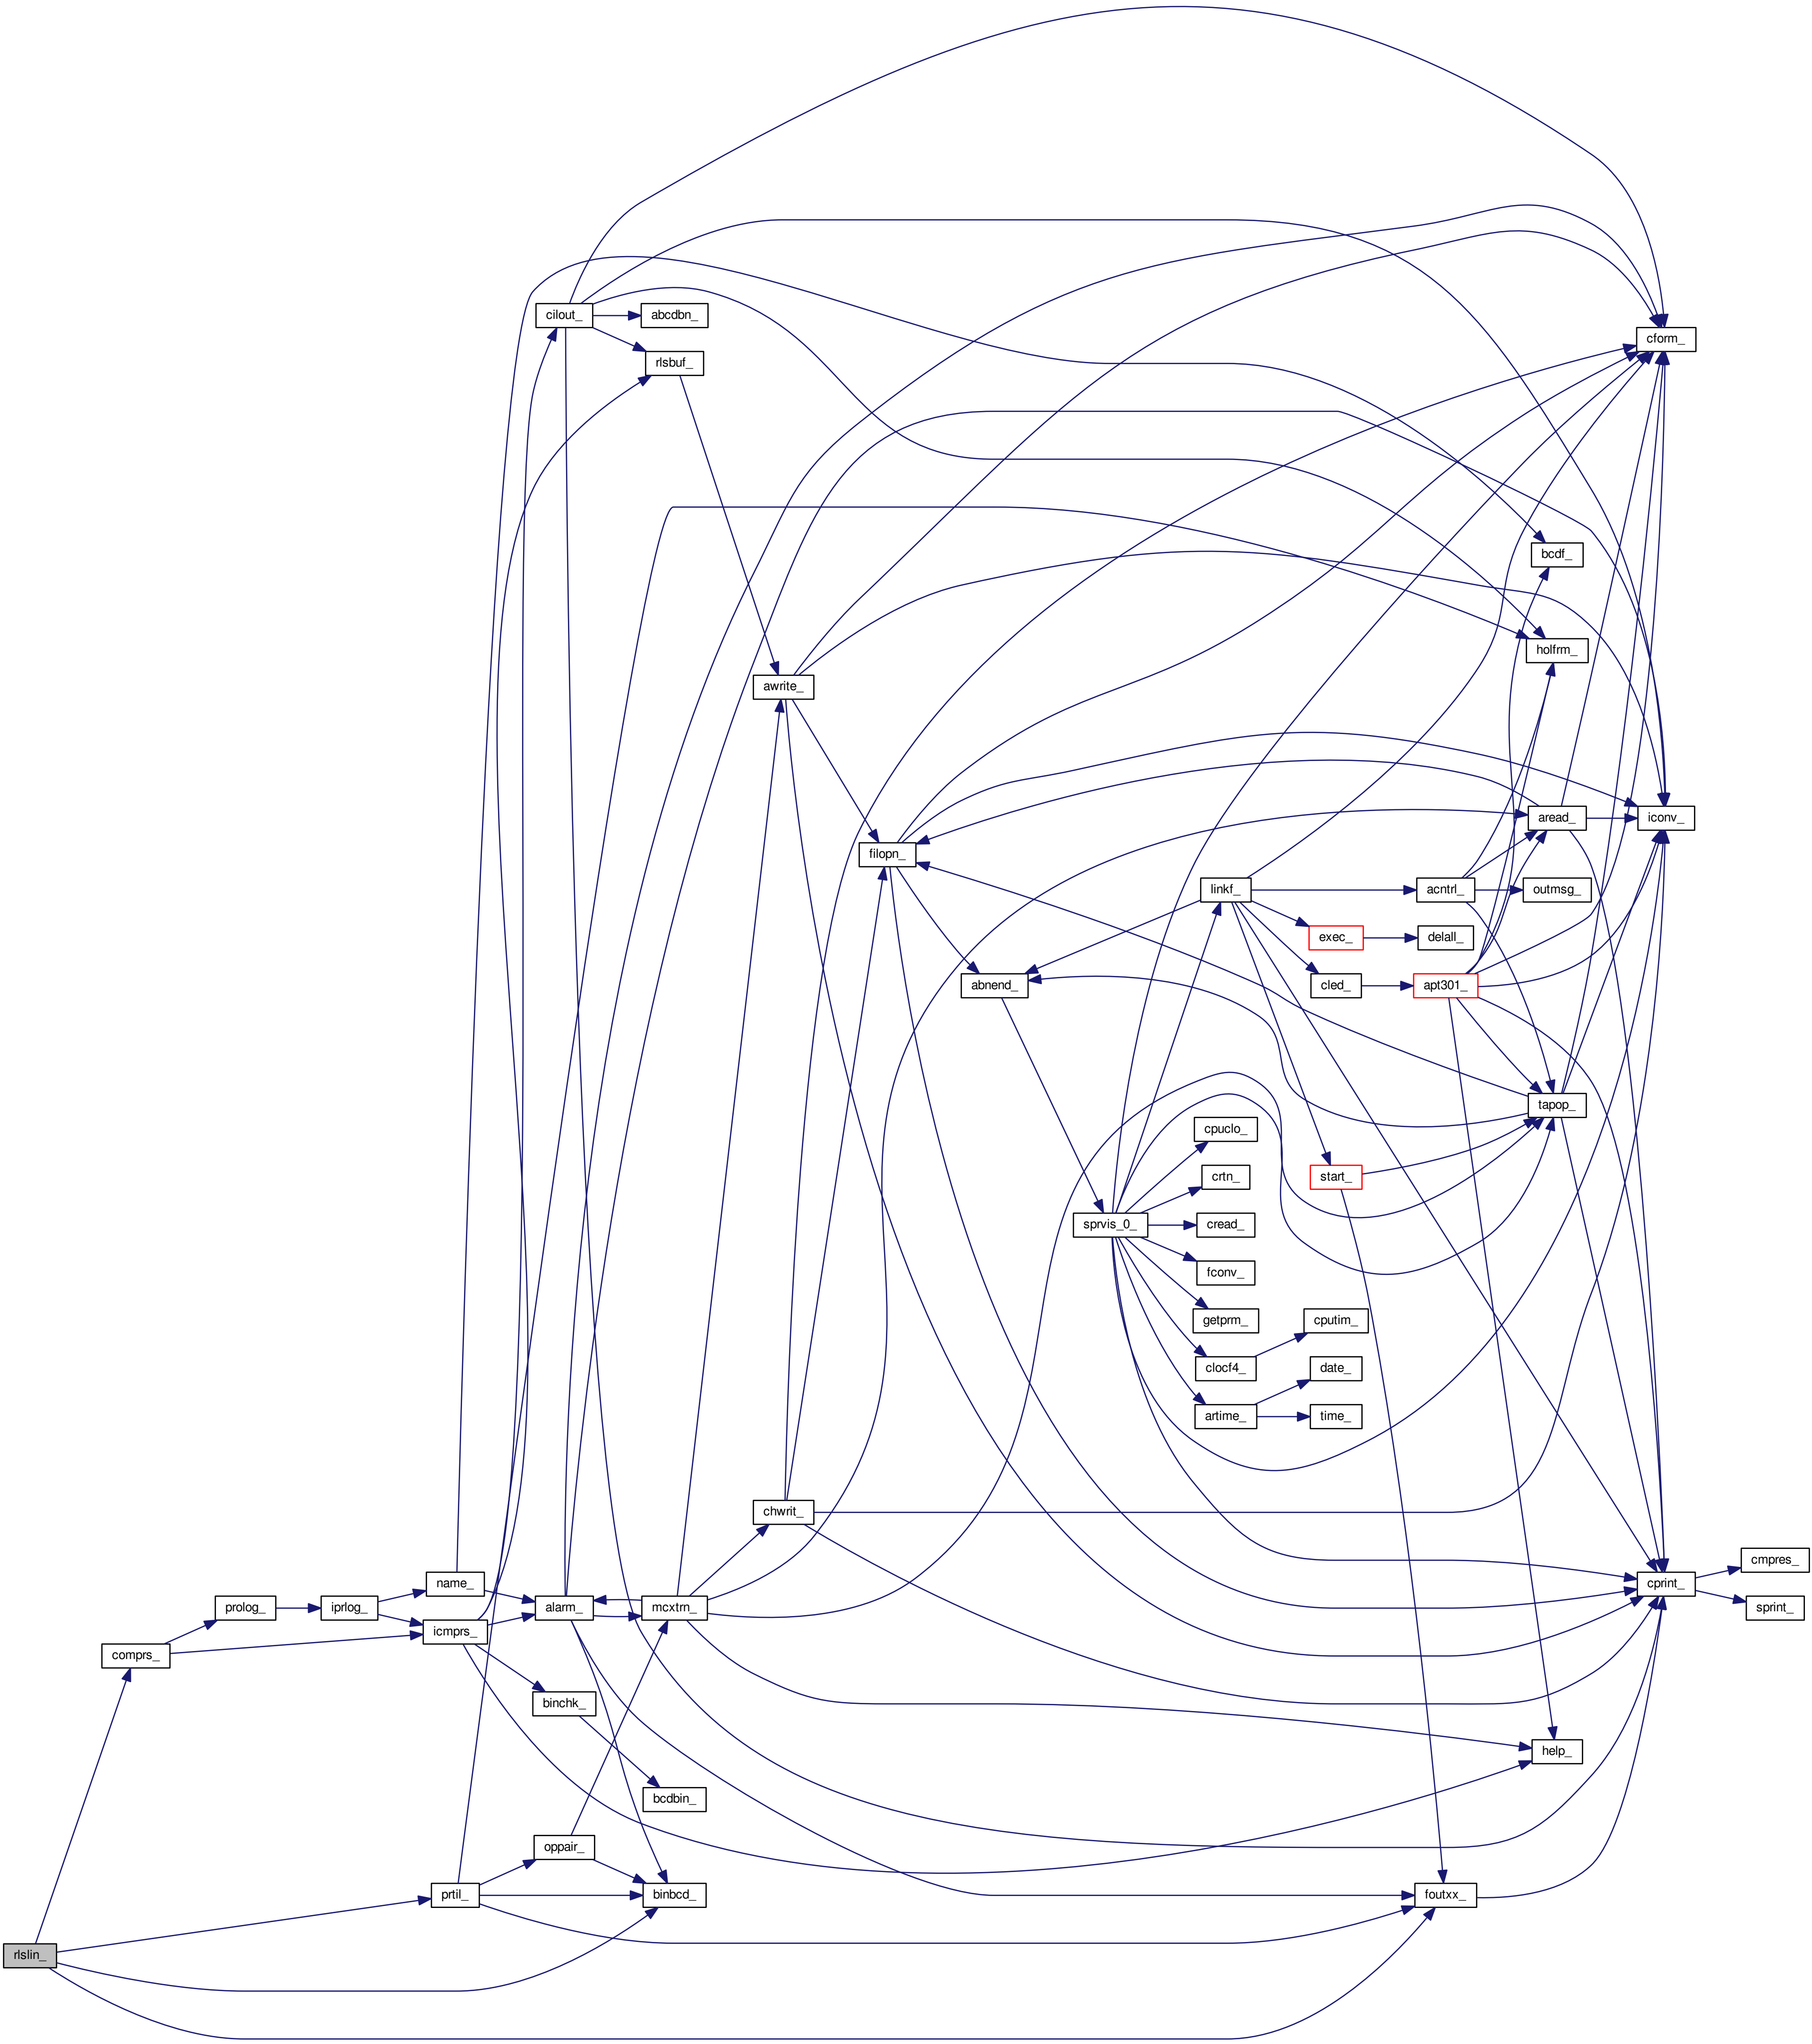 cilout_
abcdbn_
cform_
rlsbuf_
bcdf_
holfrm_
awrite_
aread_
iconv_
filopn_
linkf_
acntrl_
outmsg_
exec_
delall_
abnend_
cled_
apt301_
tapop_
cpuclo_
start_
crtn_
sprvis_0_
cread_
fconv_
getprm_
cputim_
clocf4_
date_
artime_
time_
chwrit_
cmpres_
name_
cprint_
prolog_
iprlog_
alarm_
mcxtrn_
sprint_
icmprs_
comprs_
binchk_
help_
bcdbin_
oppair_
prtil_
binbcd_
foutxx_
rlslin_